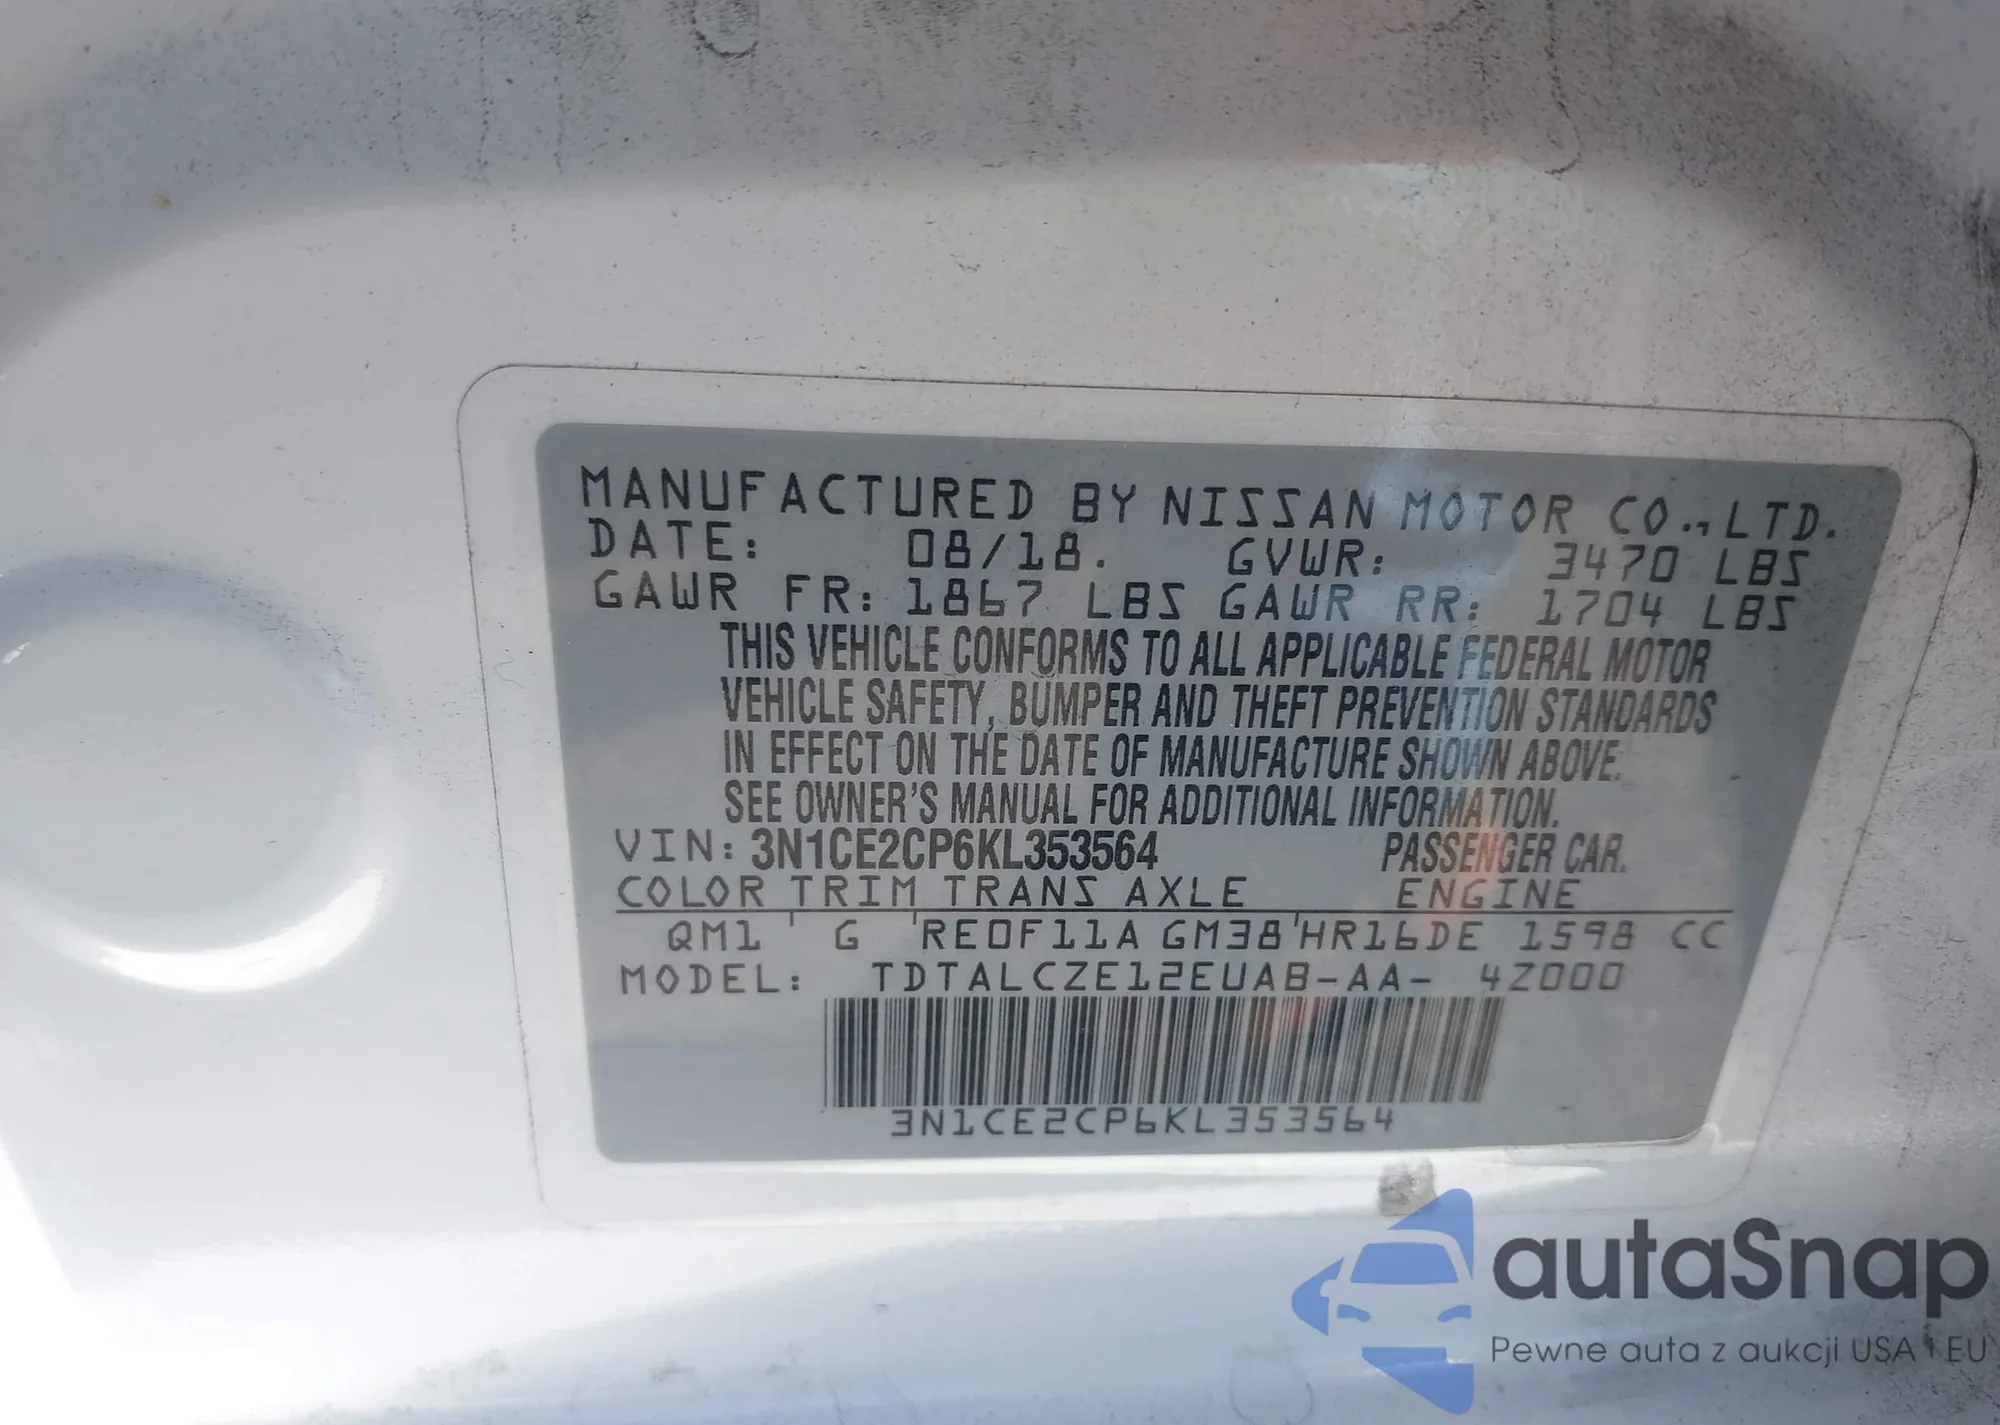 MANUFACTURED BY NISSAN MOTOR CO., LTD.
DATE: 08/18. GVWR: 3470 LBS
GAWR FR: 1867 LBS GAWR RR: 1704 LBS
THIS VEHICLE CONFORMS TO ALL APPLICABLE FEDERAL MOTOR
VEHICLE SAFETY, BUMPER AND THEFT PREVENTION STANDARDS
IN EFFECT ON THE DATE OF MANUFACTURE SHOWN ABOVE.
SEE OWNER'S MANUAL FOR ADDITIONAL INFORMATION.
VIN: 3N1CE2CP6KL353564 PASSENGER CAR.
COLOR TRIM TRANS AXLE ENGINE
QM1 G RE0F11A GM38 HR16DE 1598 CC
MODEL: TDTALCZE12EUAB-AA- 4Z000
3N1CE2CP6KL353564
autaSnap
Pewne auta z aukcji USA i EU